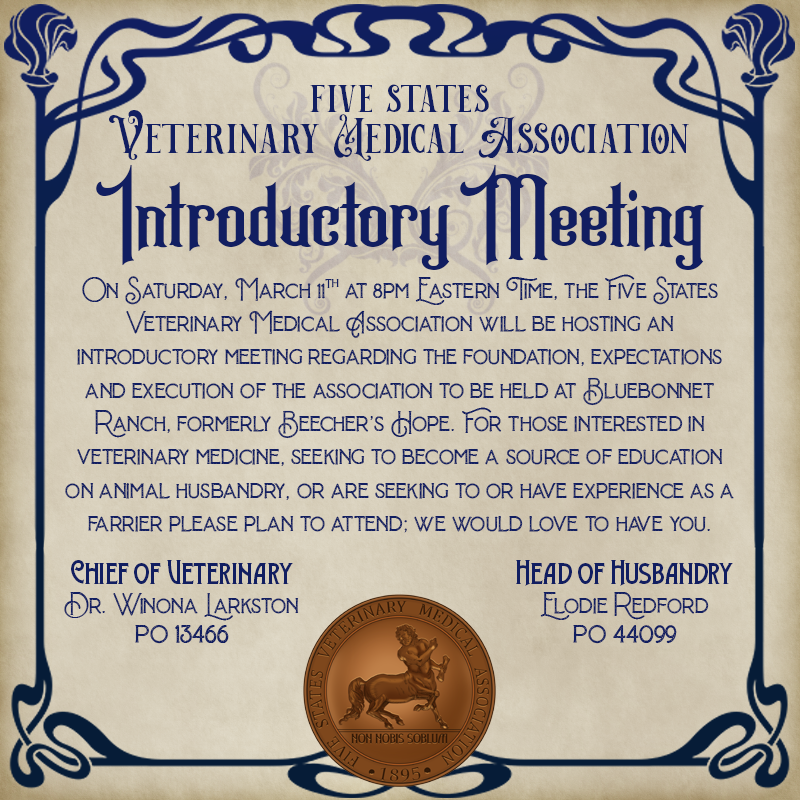 FIVE STATES
VETERINARY MEDICAL ASSOCIATION
Introductory Meeting
ON SATURDAY, MARCH 11TH AT 8PM EASTERN TIME, THE FIVE STATES
VETERINARY MEDICAL ASSOCIATION WILL BE HOSTING AN
INTRODUCTORY MEETING REGARDING THE FOUNDATION, EXPECTATIONS
AND EXECUTION OF THE ASSOCIATION TO BE HELD AT BLUEBONNET
RANCH, FORMERLY BEECHER'S HOPE. FOR THOSE INTERESTED IN
VETERINARY MEDICINE, SEEKING TO BECOME A SOURCE OF EDUCATION
ON ANIMAL HUSBANDRY, OR ARE SEEKING TO OR HAVE EXPERIENCE AS A
FARRIER PLEASE PLAN TO ATTEND; WE WOULD LOVE TO HAVE YOU.
CHIEF OF VETERINARY
DR. WINONA LARKSTON
PO 13466
HEAD OF HUSBANDRY
ELODIE REDFORD
PO 44099
FIVE STATES VETERINARY MEDICAL ASSOCIATION
NON NOBIS SOBLUM
•1895•